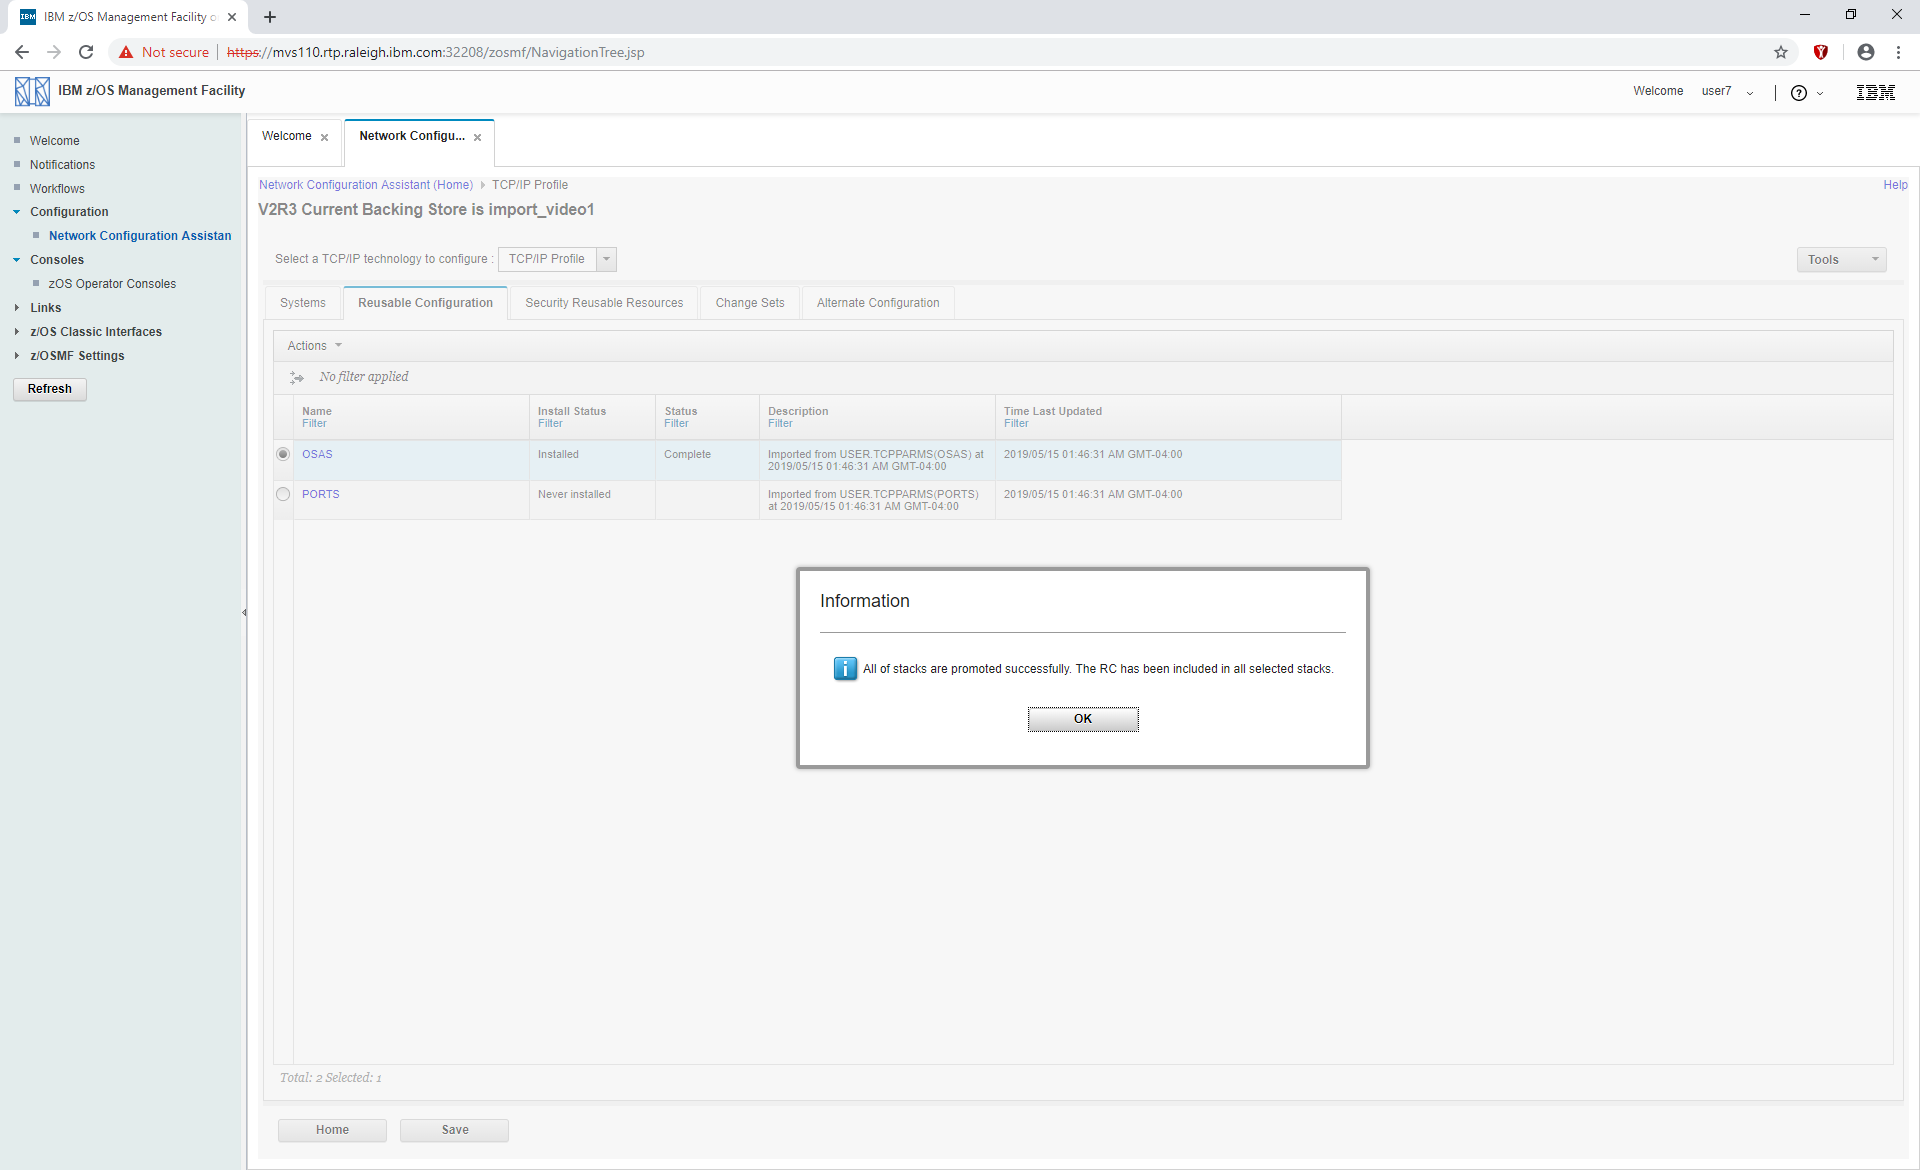 IBM IBM z/OS Management Facility o
Not secure https://mvs110.rtp.raleigh.ibm.com:32208/zosmf/NavigationTree.jsp
IBM z/OS Management Facility
Welcome user7 ? IBM
Welcome
Notifications
Workflows
Configuration
Network Configuration Assistan
Consoles
zOS Operator Consoles
Links
z/OS Classic Interfaces
z/OSMF Settings
Refresh
Welcome
Network Configu...
Network Configuration Assistant (Home) TCP/IP Profile
Help
V2R3 Current Backing Store is import_video1
Select a TCP/IP technology to configure : TCP/IP Profile
Tools
Systems Reusable Configuration Security Reusable Resources Change Sets Alternate Configuration
Actions
No filter applied
Name Install Status Status Description Time Last Updated
Filter Filter Filter Filter Filter
OSAS Installed Complete Imported from USER.TCPPARMS(OSAS) at 2019/05/15 01:46:31 AM GMT-04:00
2019/05/15 01:46:31 AM GMT-04:00
PORTS Never installed Imported from USER.TCPPARMS(PORTS) 2019/05/15 01:46:31 AM GMT-04:00
at 2019/05/15 01:46:31 AM GMT-04:00
Information
i All of stacks are promoted successfully. The RC has been included in all selected stacks.
OK
Total: 2 Selected: 1
Home Save